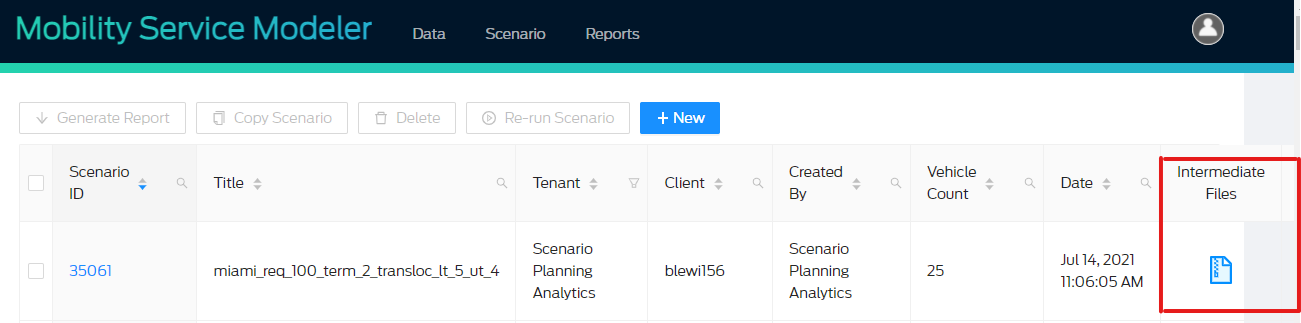 Mobility Service Modeler Data Scenario Reports
Generate Report Copy Scenario Delete Re-run Scenario + New
Scenario
ID
Title
Tenant
Client
Created
By
Vehicle
Count
Date
Intermediate
Files
35061
miami_req_100_term_2_transloc_lt_5_ut_4
Scenario
Planning
Analytics
blewi156
Scenario
Planning
Analytics
25
Jul 14, 2021
11:06:05 AM